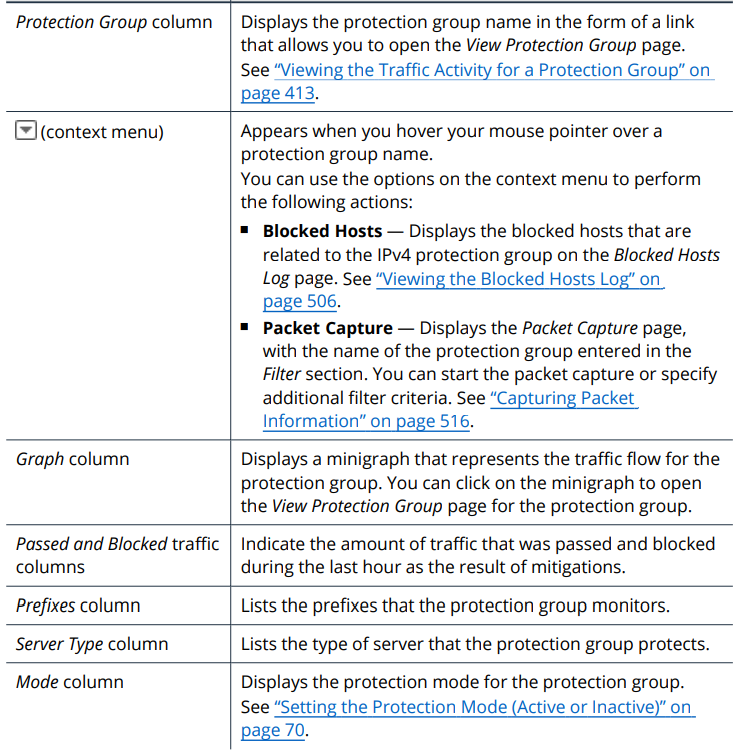 Protection Group column
Displays the protection group name in the form of a link
that allows you to open the View Protection Group page.
See “Viewing the Traffic Activity for a Protection Group” on
page 413.
(context menu)
Appears when you hover your mouse pointer over a
protection group name.
You can use the options on the context menu to perform
the following actions:
■ Blocked Hosts — Displays the blocked hosts that are
related to the IPv4 protection group on the Blocked Hosts
Log page. See “Viewing the Blocked Hosts Log” on
page 506.
■ Packet Capture — Displays the Packet Capture page,
with the name of the protection group entered in the
Filter section. You can start the packet capture or specify
additional filter criteria. See “Capturing Packet
Information” on page 516.
Graph column
Displays a minigraph that represents the traffic flow for the
protection group. You can click on the minigraph to open
the View Protection Group page for the protection group.
Passed and Blocked traffic
columns
Indicate the amount of traffic that was passed and blocked
during the last hour as the result of mitigations.
Prefixes column
Lists the prefixes that the protection group monitors.
Server Type column
Lists the type of server that the protection group protects.
Mode column
Displays the protection mode for the protection group.
See “Setting the Protection Mode (Active or Inactive)” on
page 70.